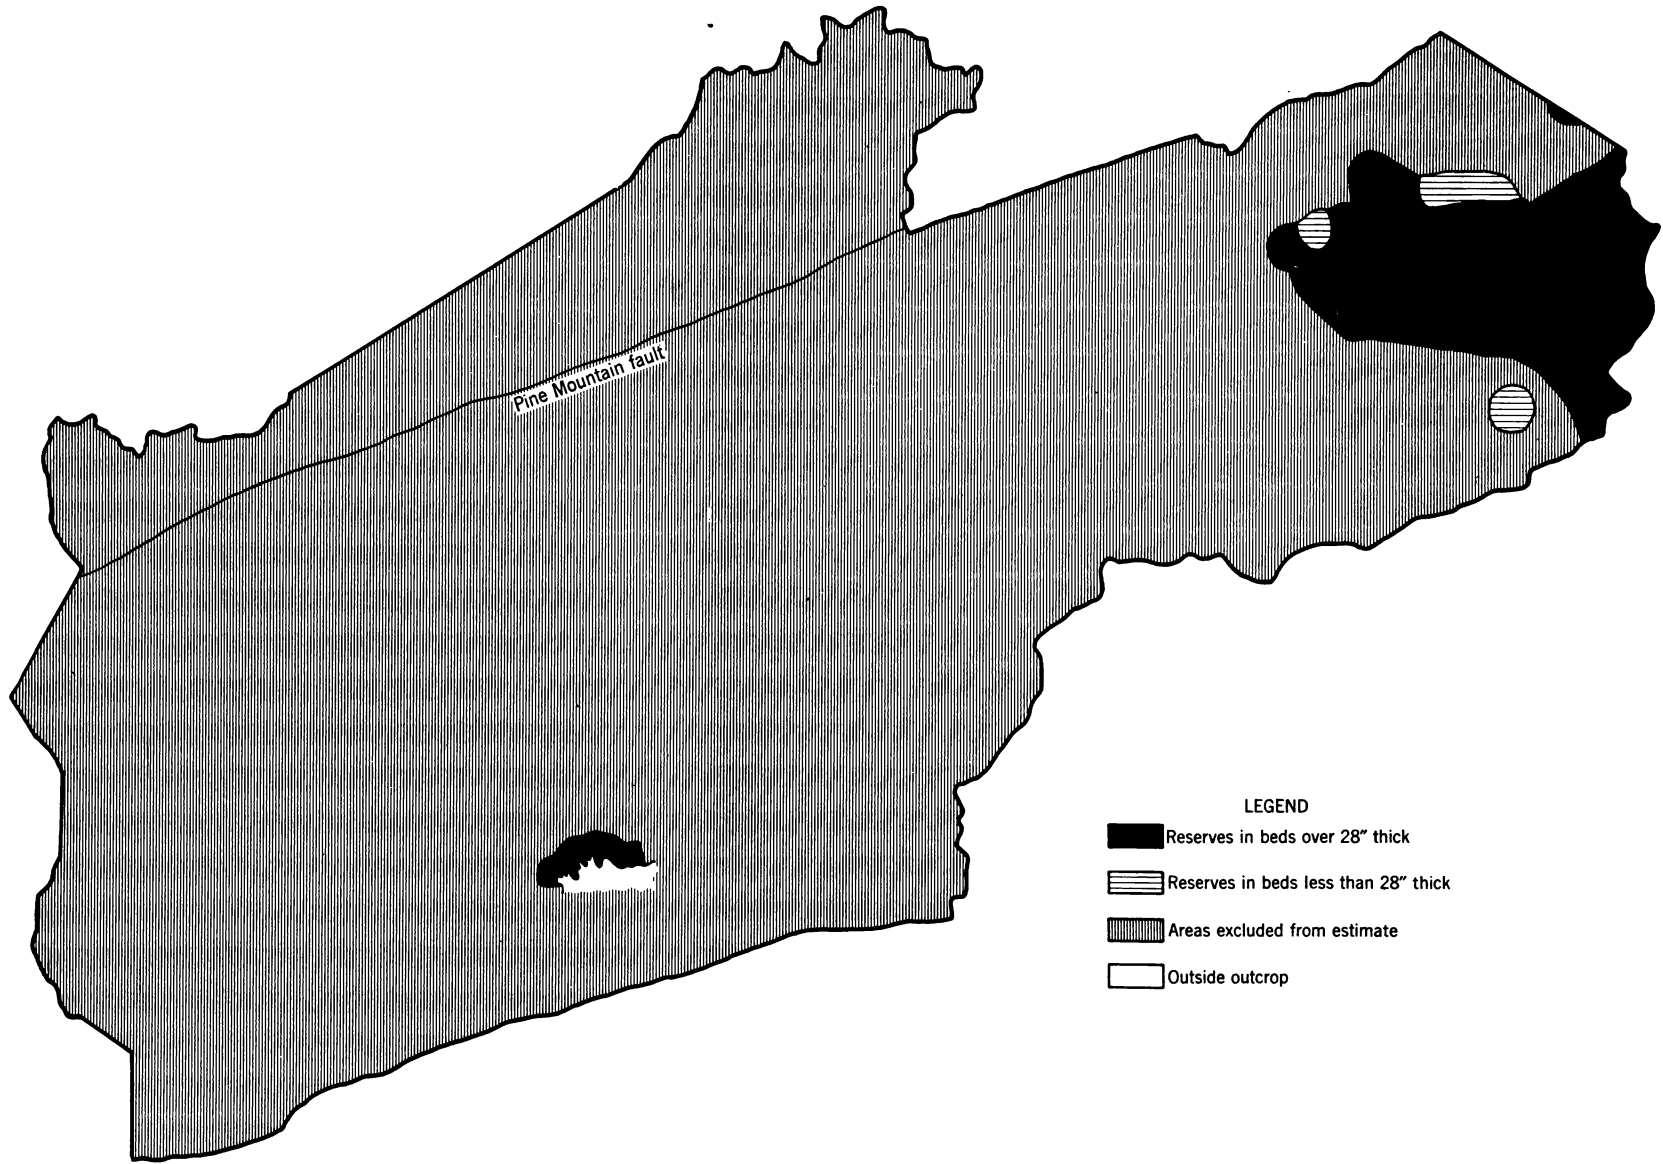 Pine Mountain fault
LEGEND
Reserves in beds over 28″ thick
Reserves in beds less than 28″ thick
Areas excluded from estimate
Outside outcrop